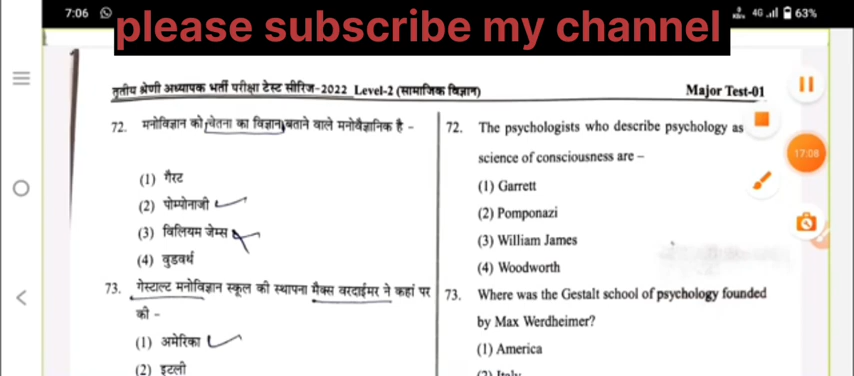 7:06
4G
63%
please subscribe my channel
तृतीय श्रेणी अध्यापक भर्ती परीक्षा टेस्ट सीरिज-2022 Level-2 (सामाजिक विज्ञान)
Major Test-01
72. मनोविज्ञान को चेतना का विज्ञान बताने वाले मनोवैज्ञानिक है -
(1) गैरट
(2) पोम्पोनाजी
(3) विलियम जेम्स
(4) वुडवर्थ
73. गेस्टाल्ट मनोविज्ञान स्कूल की स्थापना मैक्स वरदाईमर ने कहां पर
की -
(1) अमेरिका
(2) इटली
72. The psychologists who describe psychology as
science of consciousness are –
(1) Garrett
(2) Pomponazi
(3) William James
(4) Woodworth
73. Where was the Gestalt school of psychology founded
by Max Werdheimer?
(1) America
(2) Italy
17:08